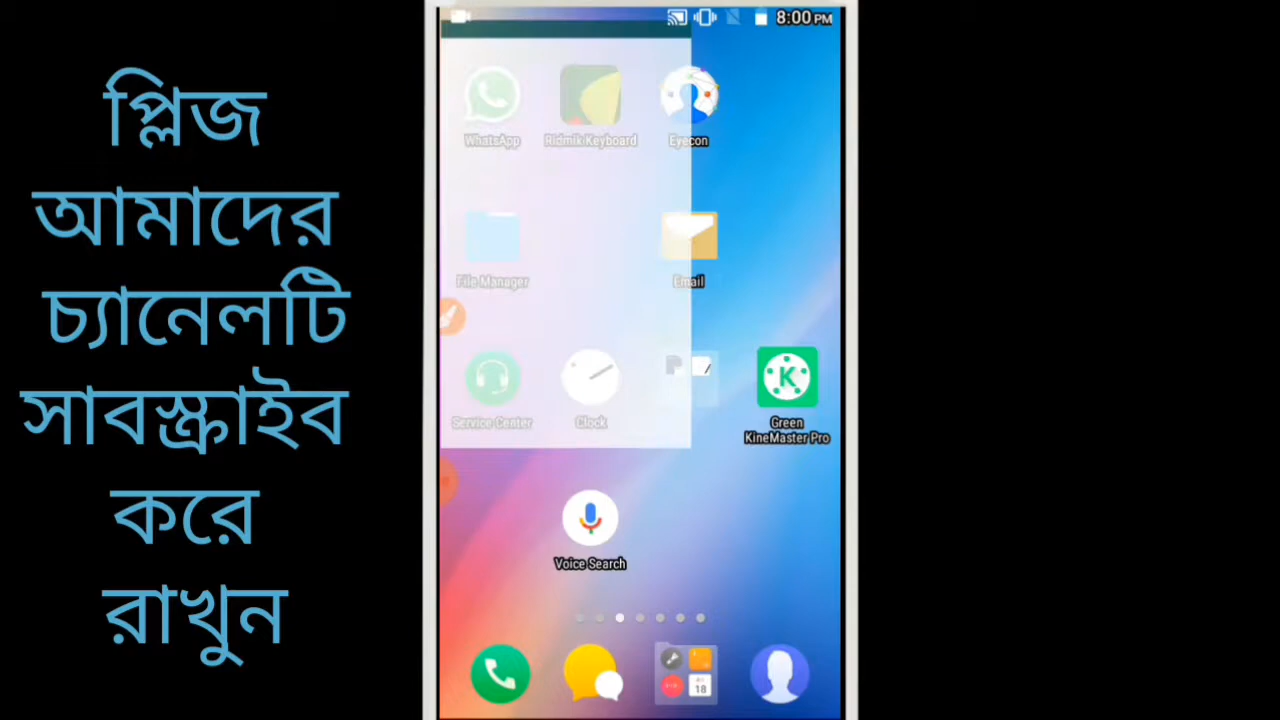 প্লিজ
আমাদের
চ্যানেলটি
সাবস্ক্রাইব
করে
রাখুন
8:00 PM
WhatsApp
Ridmik Keyboard
Eyecon
File Manager
Email
Service Center
Clock
Green
KineMaster Pro
Voice Search
18